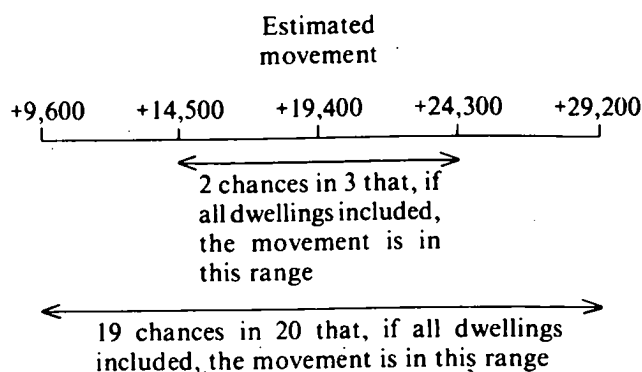 Estimated
movement
+9,600 +14,500 +19,400 +24,300 +29,200
2 chances in 3 that, if
all dwellings included,
the movement is in
this range
19 chances in 20 that, if all dwellings
included, the movement is in this range